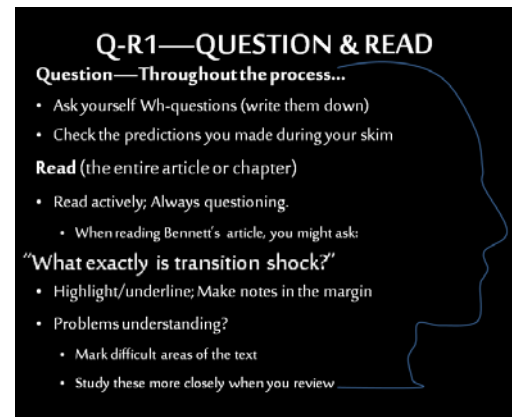 Q-R1—QUESTION & READ
Question—Throughout the process...
• Ask yourself Wh-questions (write them down)
• Check the predictions you made during your skim
Read (the entire article or chapter)
• Read actively; Always questioning.
• When reading Bennett's article, you might ask:
“What exactly is transition shock?”
• Highlight/underline; Make notes in the margin
• Problems understanding?
• Mark difficult areas of the text
• Study these more closely when you review